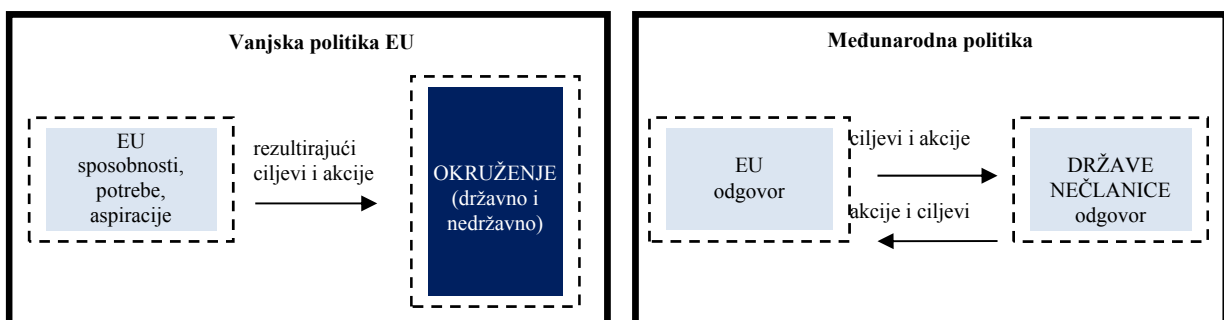 Vanjska politika EU
EU
sposobnosti,
potrebe,
aspiracije
rezultirajući
ciljevi i akcije
OKRUŽENJE
(državno i
nedržavno)
Međunarodna politika
EU
odgovor
ciljevi i akcije
akcije i ciljevi
DRŽAVE
NEČLANICE
odgovor